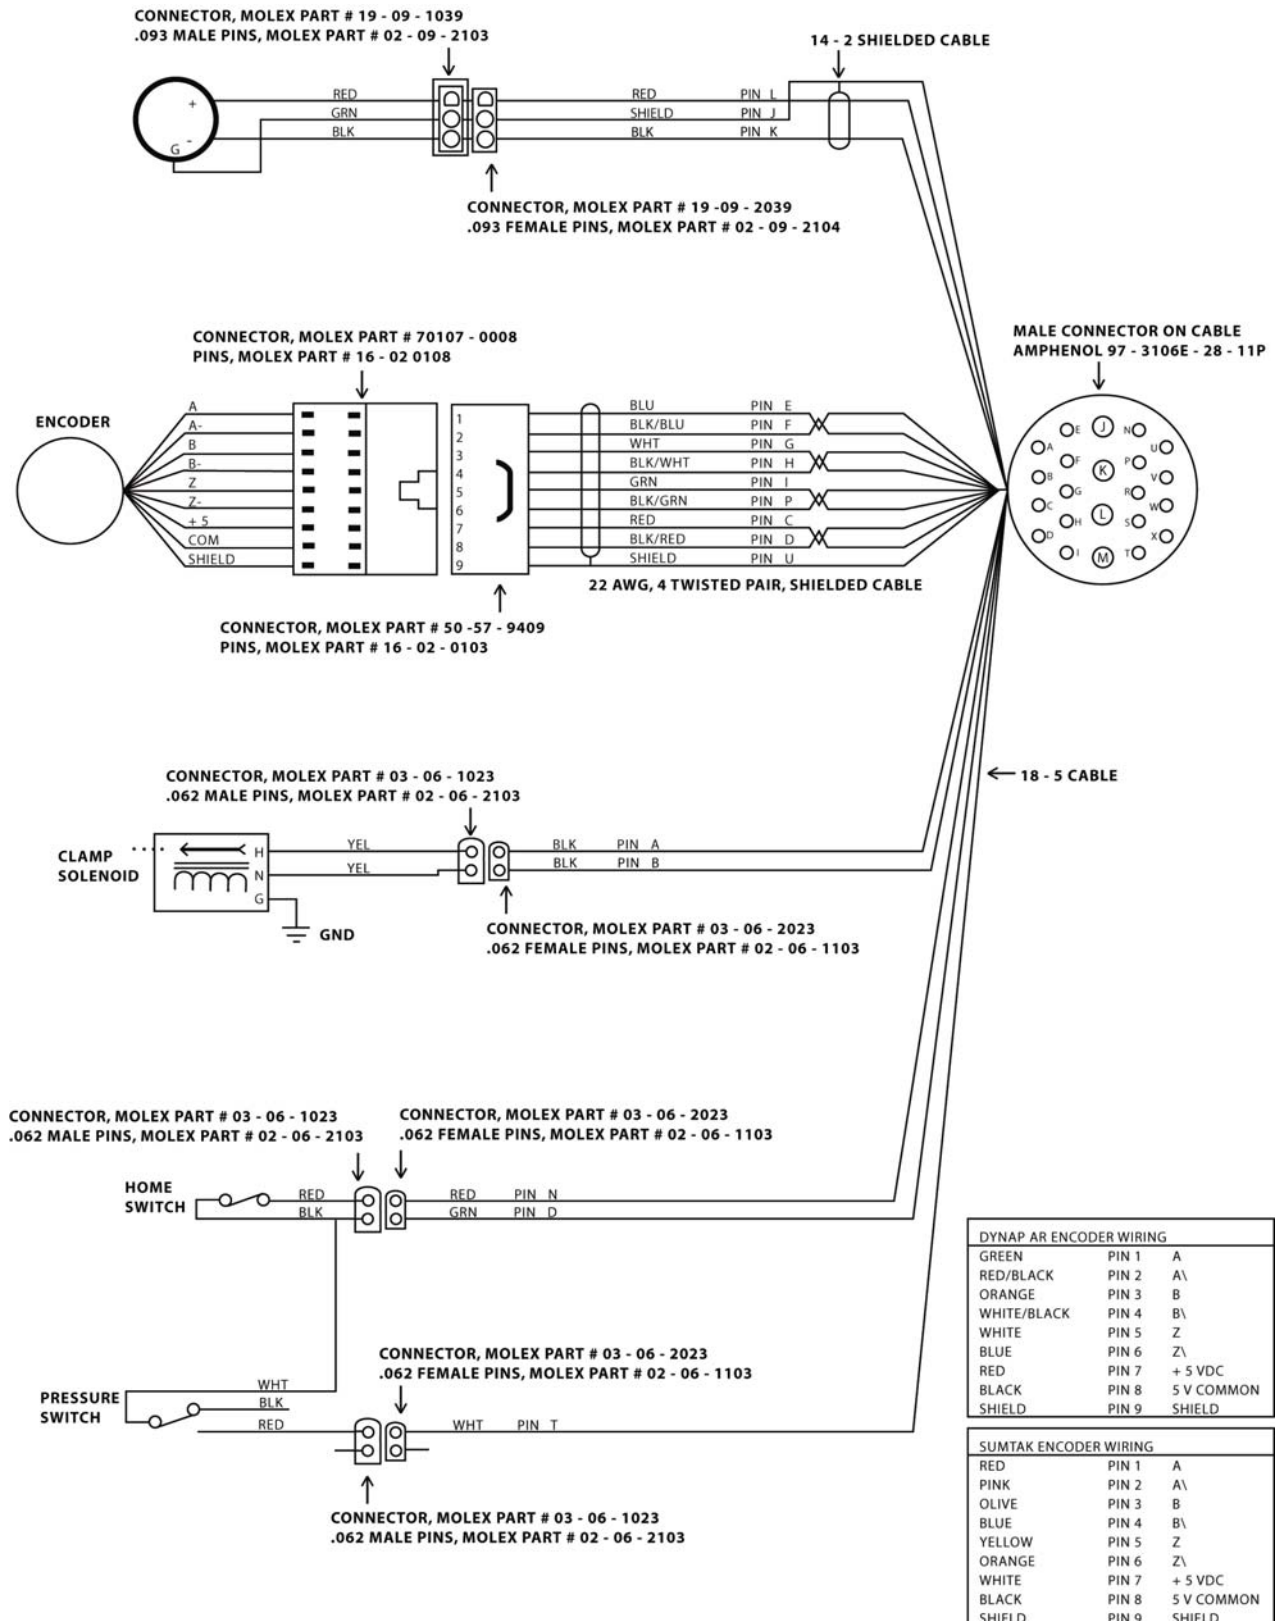 CONNECTOR, MOLEX PART # 19 - 09 - 1039
.093 MALE PINS, MOLEX PART # 02 - 09 - 2103
14 - 2 SHIELDED CABLE
+
-
G
RED
GRN
BLK
RED PIN L
SHIELD PIN J
BLK PIN K
CONNECTOR, MOLEX PART # 19 -09 - 2039
.093 FEMALE PINS, MOLEX PART # 02 - 09 - 2104
CONNECTOR, MOLEX PART # 70107 - 0008
PINS, MOLEX PART # 16 - 02 0108
MALE CONNECTOR ON CABLE
AMPHENOL 97 - 3106E - 28 - 11P
ENCODER
A
A-
B
B-
Z
Z-
+ 5
COM
SHIELD
1
2
3
4
5
6
7
8
9
BLU PIN E
BLK/BLU PIN F
WHT PIN G
BLK/WHT PIN H
GRN PIN I
BLK/GRN PIN P
RED PIN C
BLK/RED PIN D
SHIELD PIN U
22 AWG, 4 TWISTED PAIR, SHIELDED CABLE
A
B
C
D
E
F
G
H
I
J
K
L
M
N
P
R
S
T
U
V
W
X
CONNECTOR, MOLEX PART # 50 -57 - 9409
PINS, MOLEX PART # 16 - 02 - 0103
18 - 5 CABLE
CONNECTOR, MOLEX PART # 03 - 06 - 1023
.062 MALE PINS, MOLEX PART # 02 - 06 - 2103
CLAMP
SOLENOID
H
N
G
GND
YEL
YEL
BLK PIN A
BLK PIN B
CONNECTOR, MOLEX PART # 03 - 06 - 2023
.062 FEMALE PINS, MOLEX PART # 02 - 06 - 1103
CONNECTOR, MOLEX PART # 03 - 06 - 1023
.062 MALE PINS, MOLEX PART # 02 - 06 - 2103
CONNECTOR, MOLEX PART # 03 - 06 - 2023
.062 FEMALE PINS, MOLEX PART # 02 - 06 - 1103
HOME
SWITCH
RED
BLK
RED PIN N
GRN PIN D
CONNECTOR, MOLEX PART # 03 - 06 - 2023
.062 FEMALE PINS, MOLEX PART # 02 - 06 - 1103
PRESSURE
SWITCH
WHT
BLK
RED
WHT PIN T
CONNECTOR, MOLEX PART # 03 - 06 - 1023
.062 MALE PINS, MOLEX PART # 02 - 06 - 2103
DYNAP AR ENCODER WIRING
GREEN PIN 1 A
RED/BLACK PIN 2 A\
ORANGE PIN 3 B
WHITE/BLACK PIN 4 B\
WHITE PIN 5 Z
BLUE PIN 6 Z\
RED PIN 7 + 5 VDC
BLACK PIN 8 5 V COMMON
SHIELD PIN 9 SHIELD
SUMTAK ENCODER WIRING
RED PIN 1 A
PINK PIN 2 A\
OLIVE PIN 3 B
BLUE PIN 4 B\
YELLOW PIN 5 Z
ORANGE PIN 6 Z\
WHITE PIN 7 + 5 VDC
BLACK PIN 8 5 V COMMON
SHIELD PIN 9 SHIELD